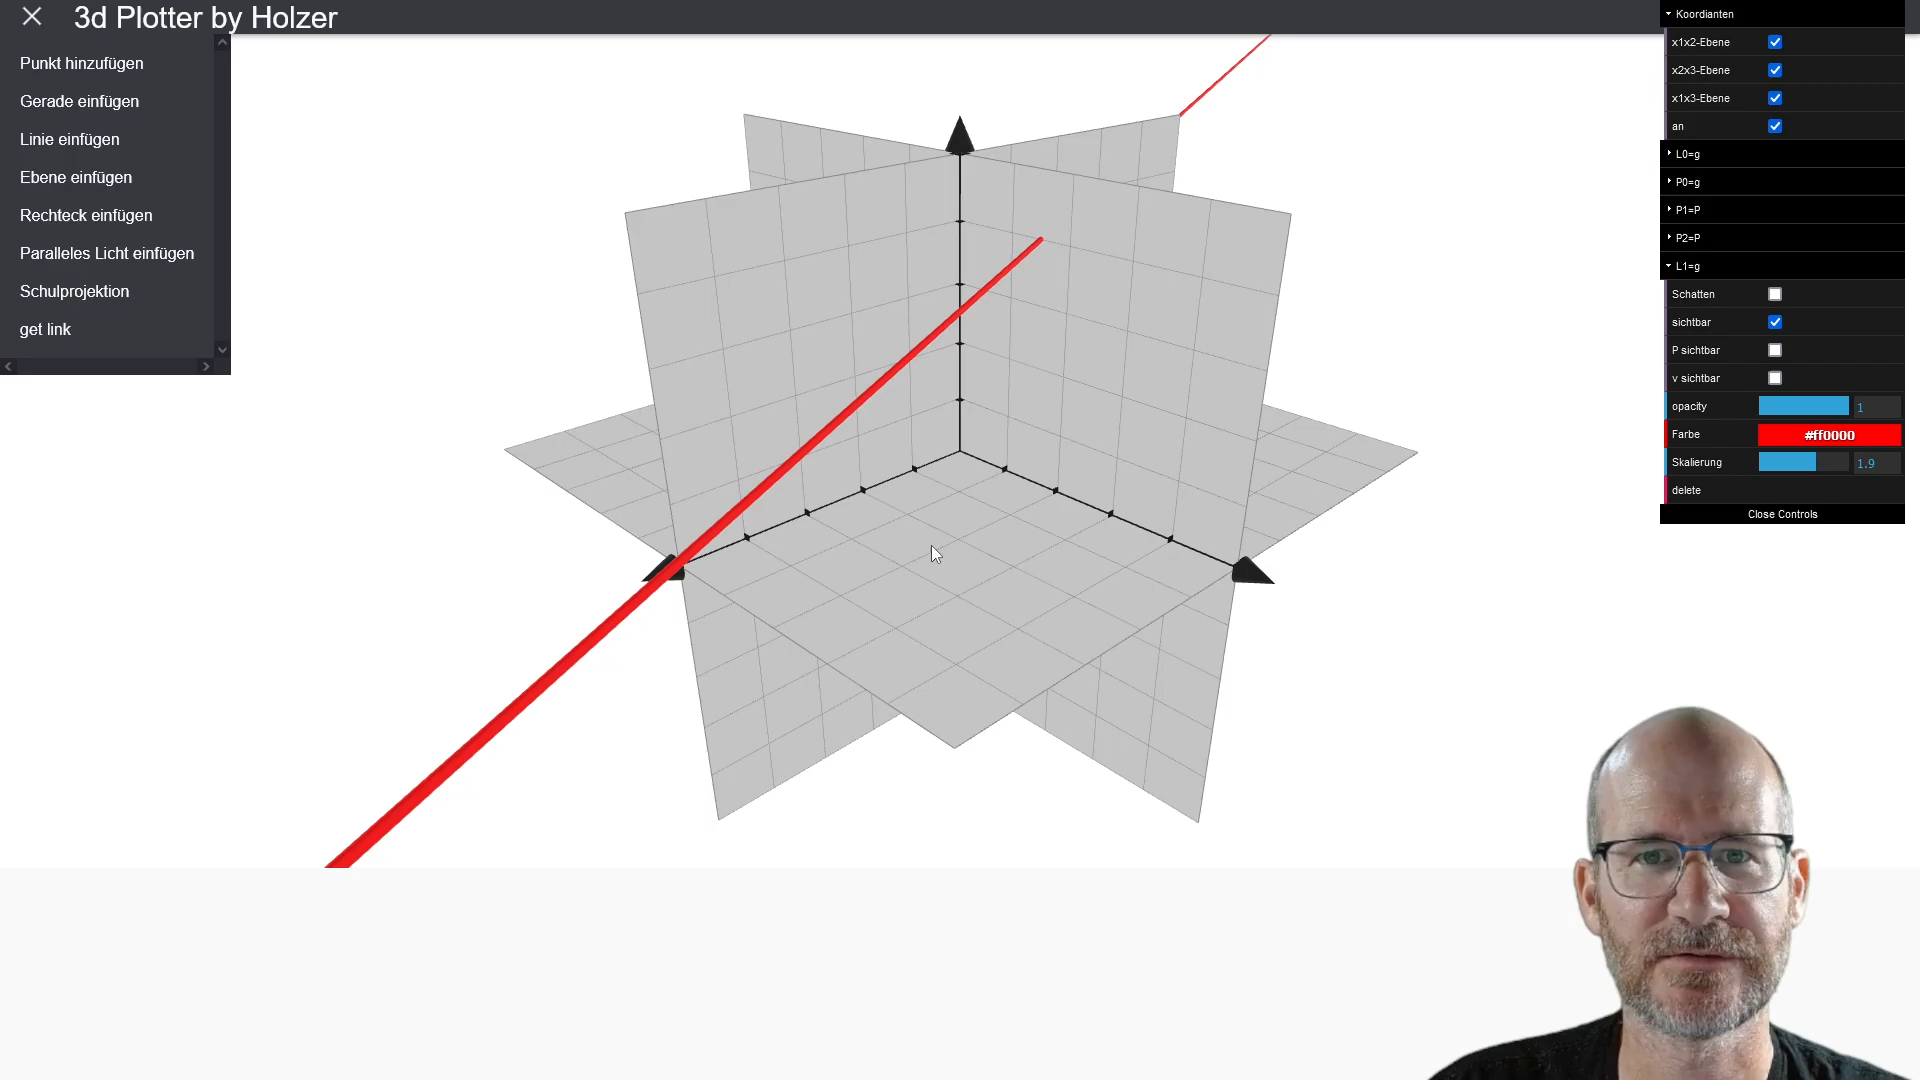 3d Plotter by Holzer
Punkt hinzufügen
Gerade einfügen
Linie einfügen
Ebene einfügen
Rechteck einfügen
Paralleles Licht einfügen
Schulprojektion
get link
Koordianten
x1x2-Ebene
x2x3-Ebene
x1x3-Ebene
an
L0=g
P0=g
P1=P
P2=P
L1=g
Schatten
sichtbar
P sichtbar
v sichtbar
opacity 1
Farbe #ff0000
Skalierung 1.9
delete
Close Controls